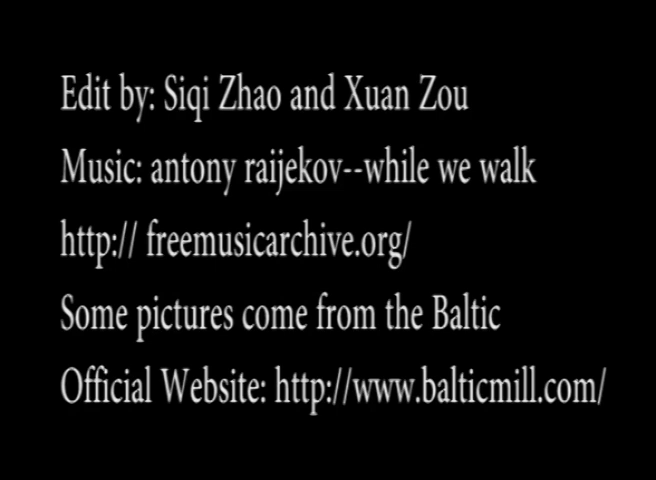 Edit by: Siqi Zhao and Xuan Zou
Music: antony raijekov--while we walk
http:// freemusicarchive.org/
Some pictures come from the Baltic
Official Website: http://www.balticmill.com/